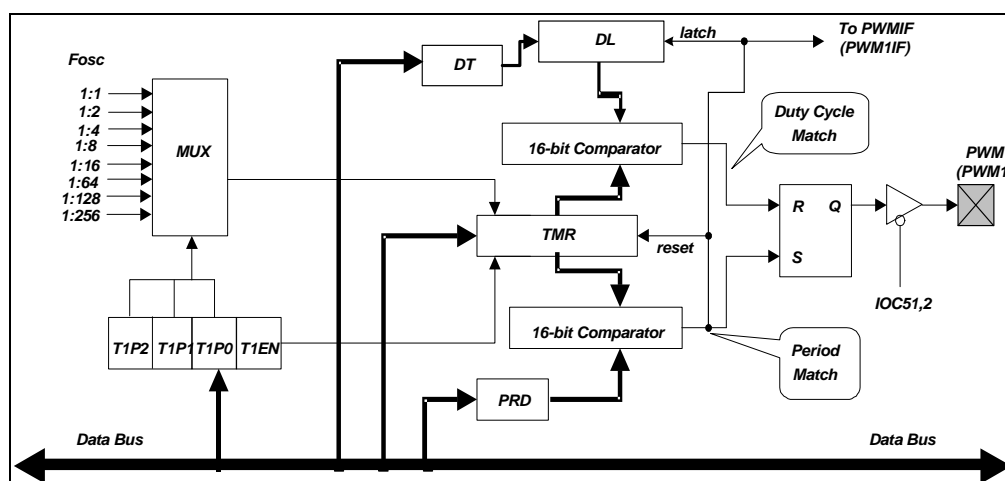 To PWMIF
(PWM1IF)
DL
latch
Fosc
DT
1:1
1:2
1:4
1:8
1:16
1:64
1:128
1:256
MUX
Duty Cycle
Match
16-bit Comparator
PWM
(PWM1
R Q
TMR
reset
S
IOC51,2
16-bit Comparator
T1P2 T1P1 T1P0 T1EN
Period
Match
PRD
Data Bus
Data Bus